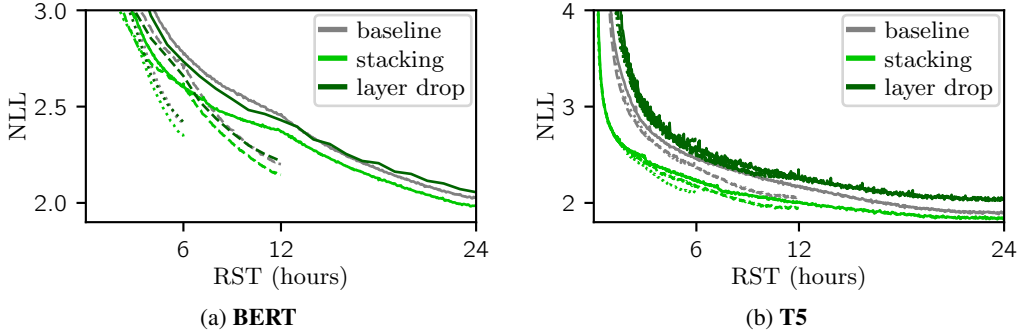 3.0
2.5
2.0
NLL
baseline
stacking
layer drop
6
12
24
RST (hours)
(a) BERT
4
3
2
NLL
baseline
stacking
layer drop
6
12
24
RST (hours)
(b) T5